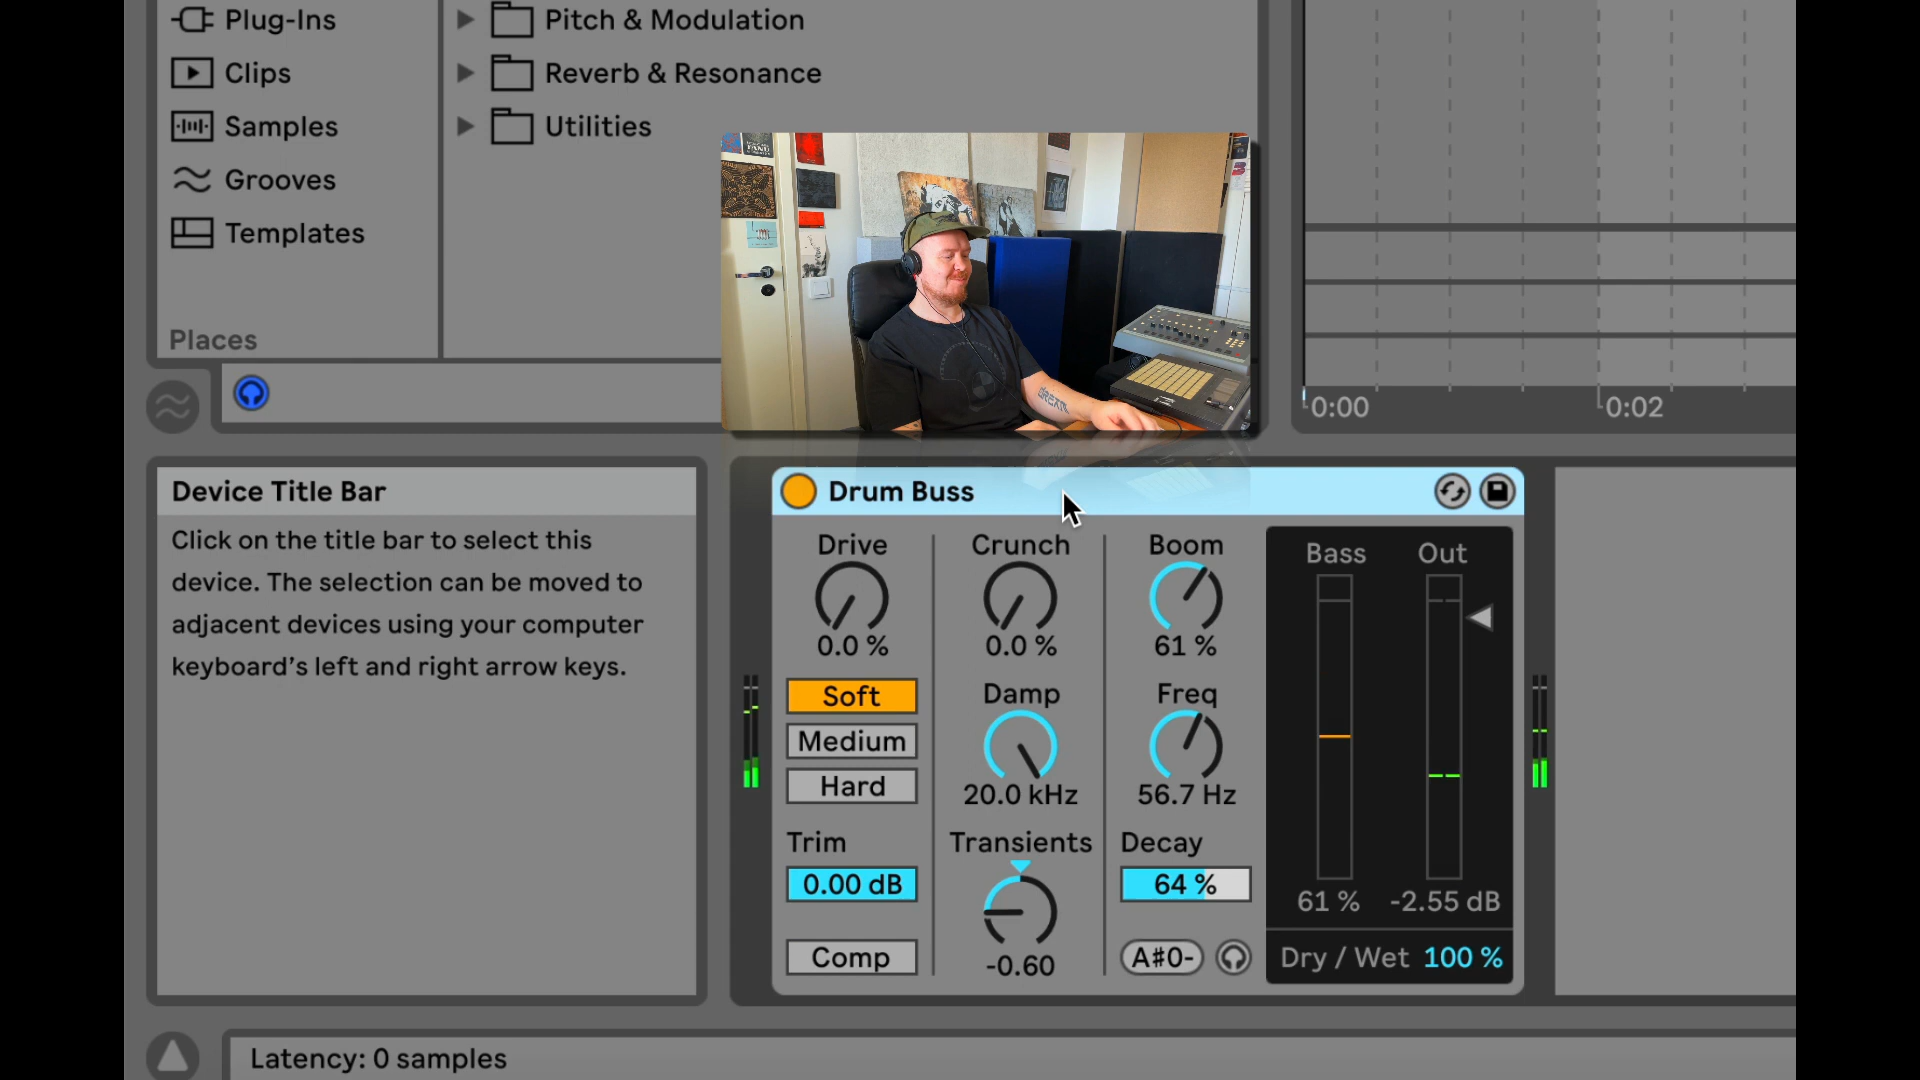 Plug-Ins
Clips
Samples
Grooves
Templates
Places
Pitch & Modulation
Reverb & Resonance
Utilities
0:00
0:02
Device Title Bar
Click on the title bar to select this
device. The selection can be moved to
adjacent devices using your computer
keyboard’s left and right arrow keys.
Drum Buss
Drive
0.0 %
Soft
Medium
Hard
Trim
0.00 dB
Comp
Crunch
0.0 %
Damp
20.0 kHz
Transients
-0.60
Boom
61 %
Freq
56.7 Hz
Decay
64 %
A♯0-
Bass
Out
61 %
-2.55 dB
Dry / Wet 100 %
Latency: 0 samples